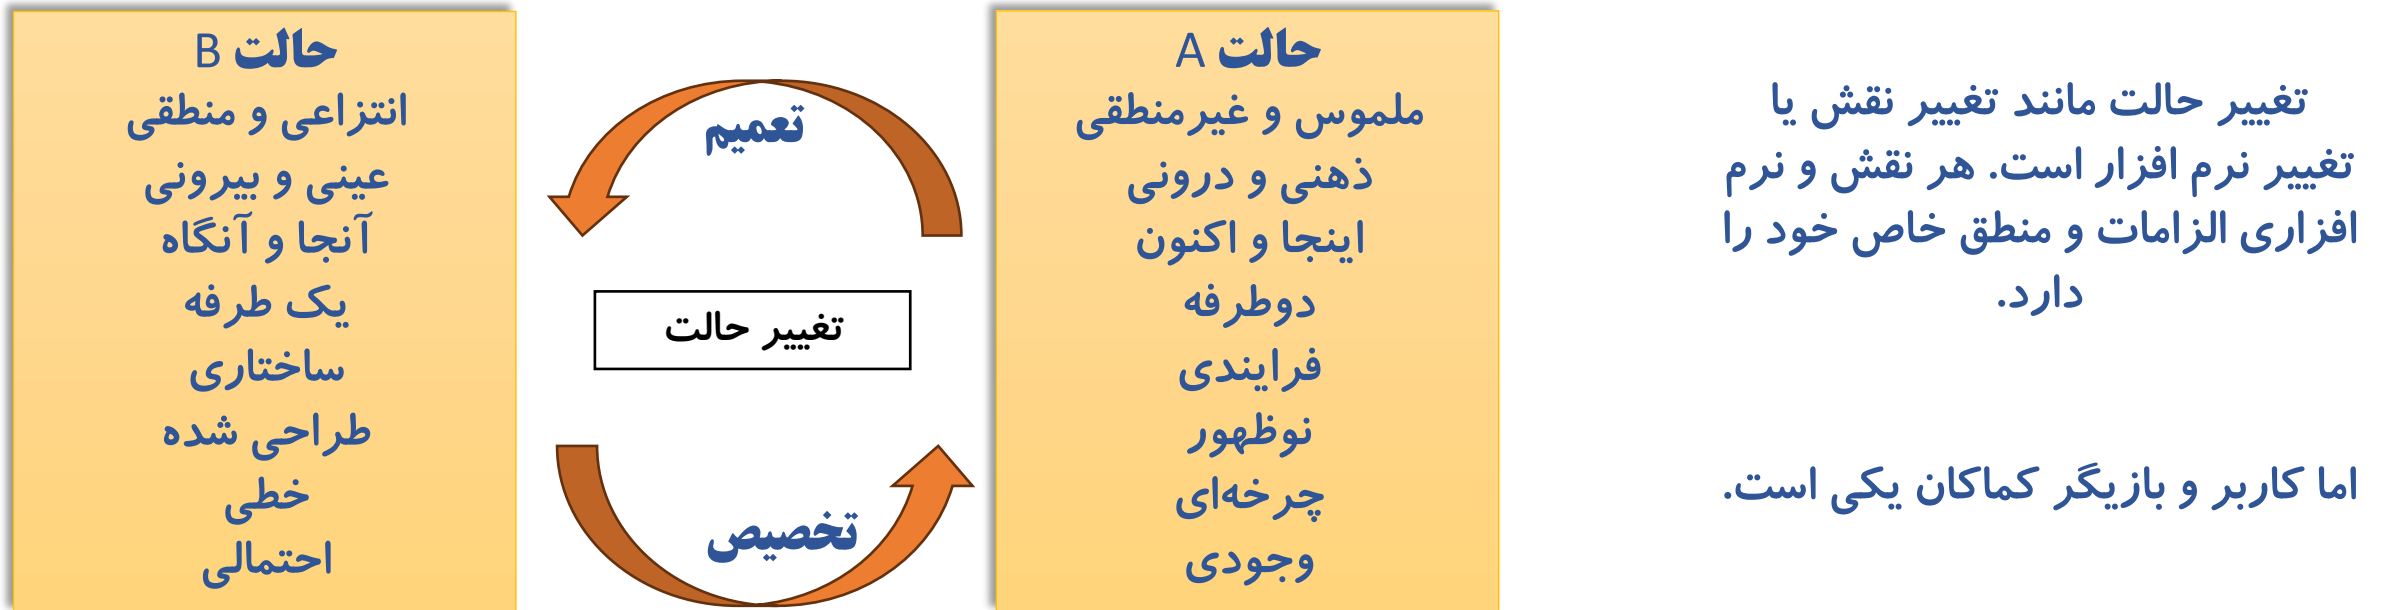 تغییر حالت مانند تغییر نقش یا
تغییر نرم افزار است. هر نقش و نرم
افزاری الزامات و منطق خاص خود را
دارد.
اما کاربر و بازیگر کماکان یکی است.
حالت A
ملموس و غیرمنطقی
ذهنی و درونی
اینجا و اکنون
دوطرفه
فرایندی
نوظهور
چرخه‌ای
وجودی
تعمیم
تغییر حالت
تخصیص
حالت B
انتزاعی و منطقی
عینی و بیرونی
آنجا و آنگاه
یک طرفه
ساختاری
طراحی شده
خطی
احتمالی